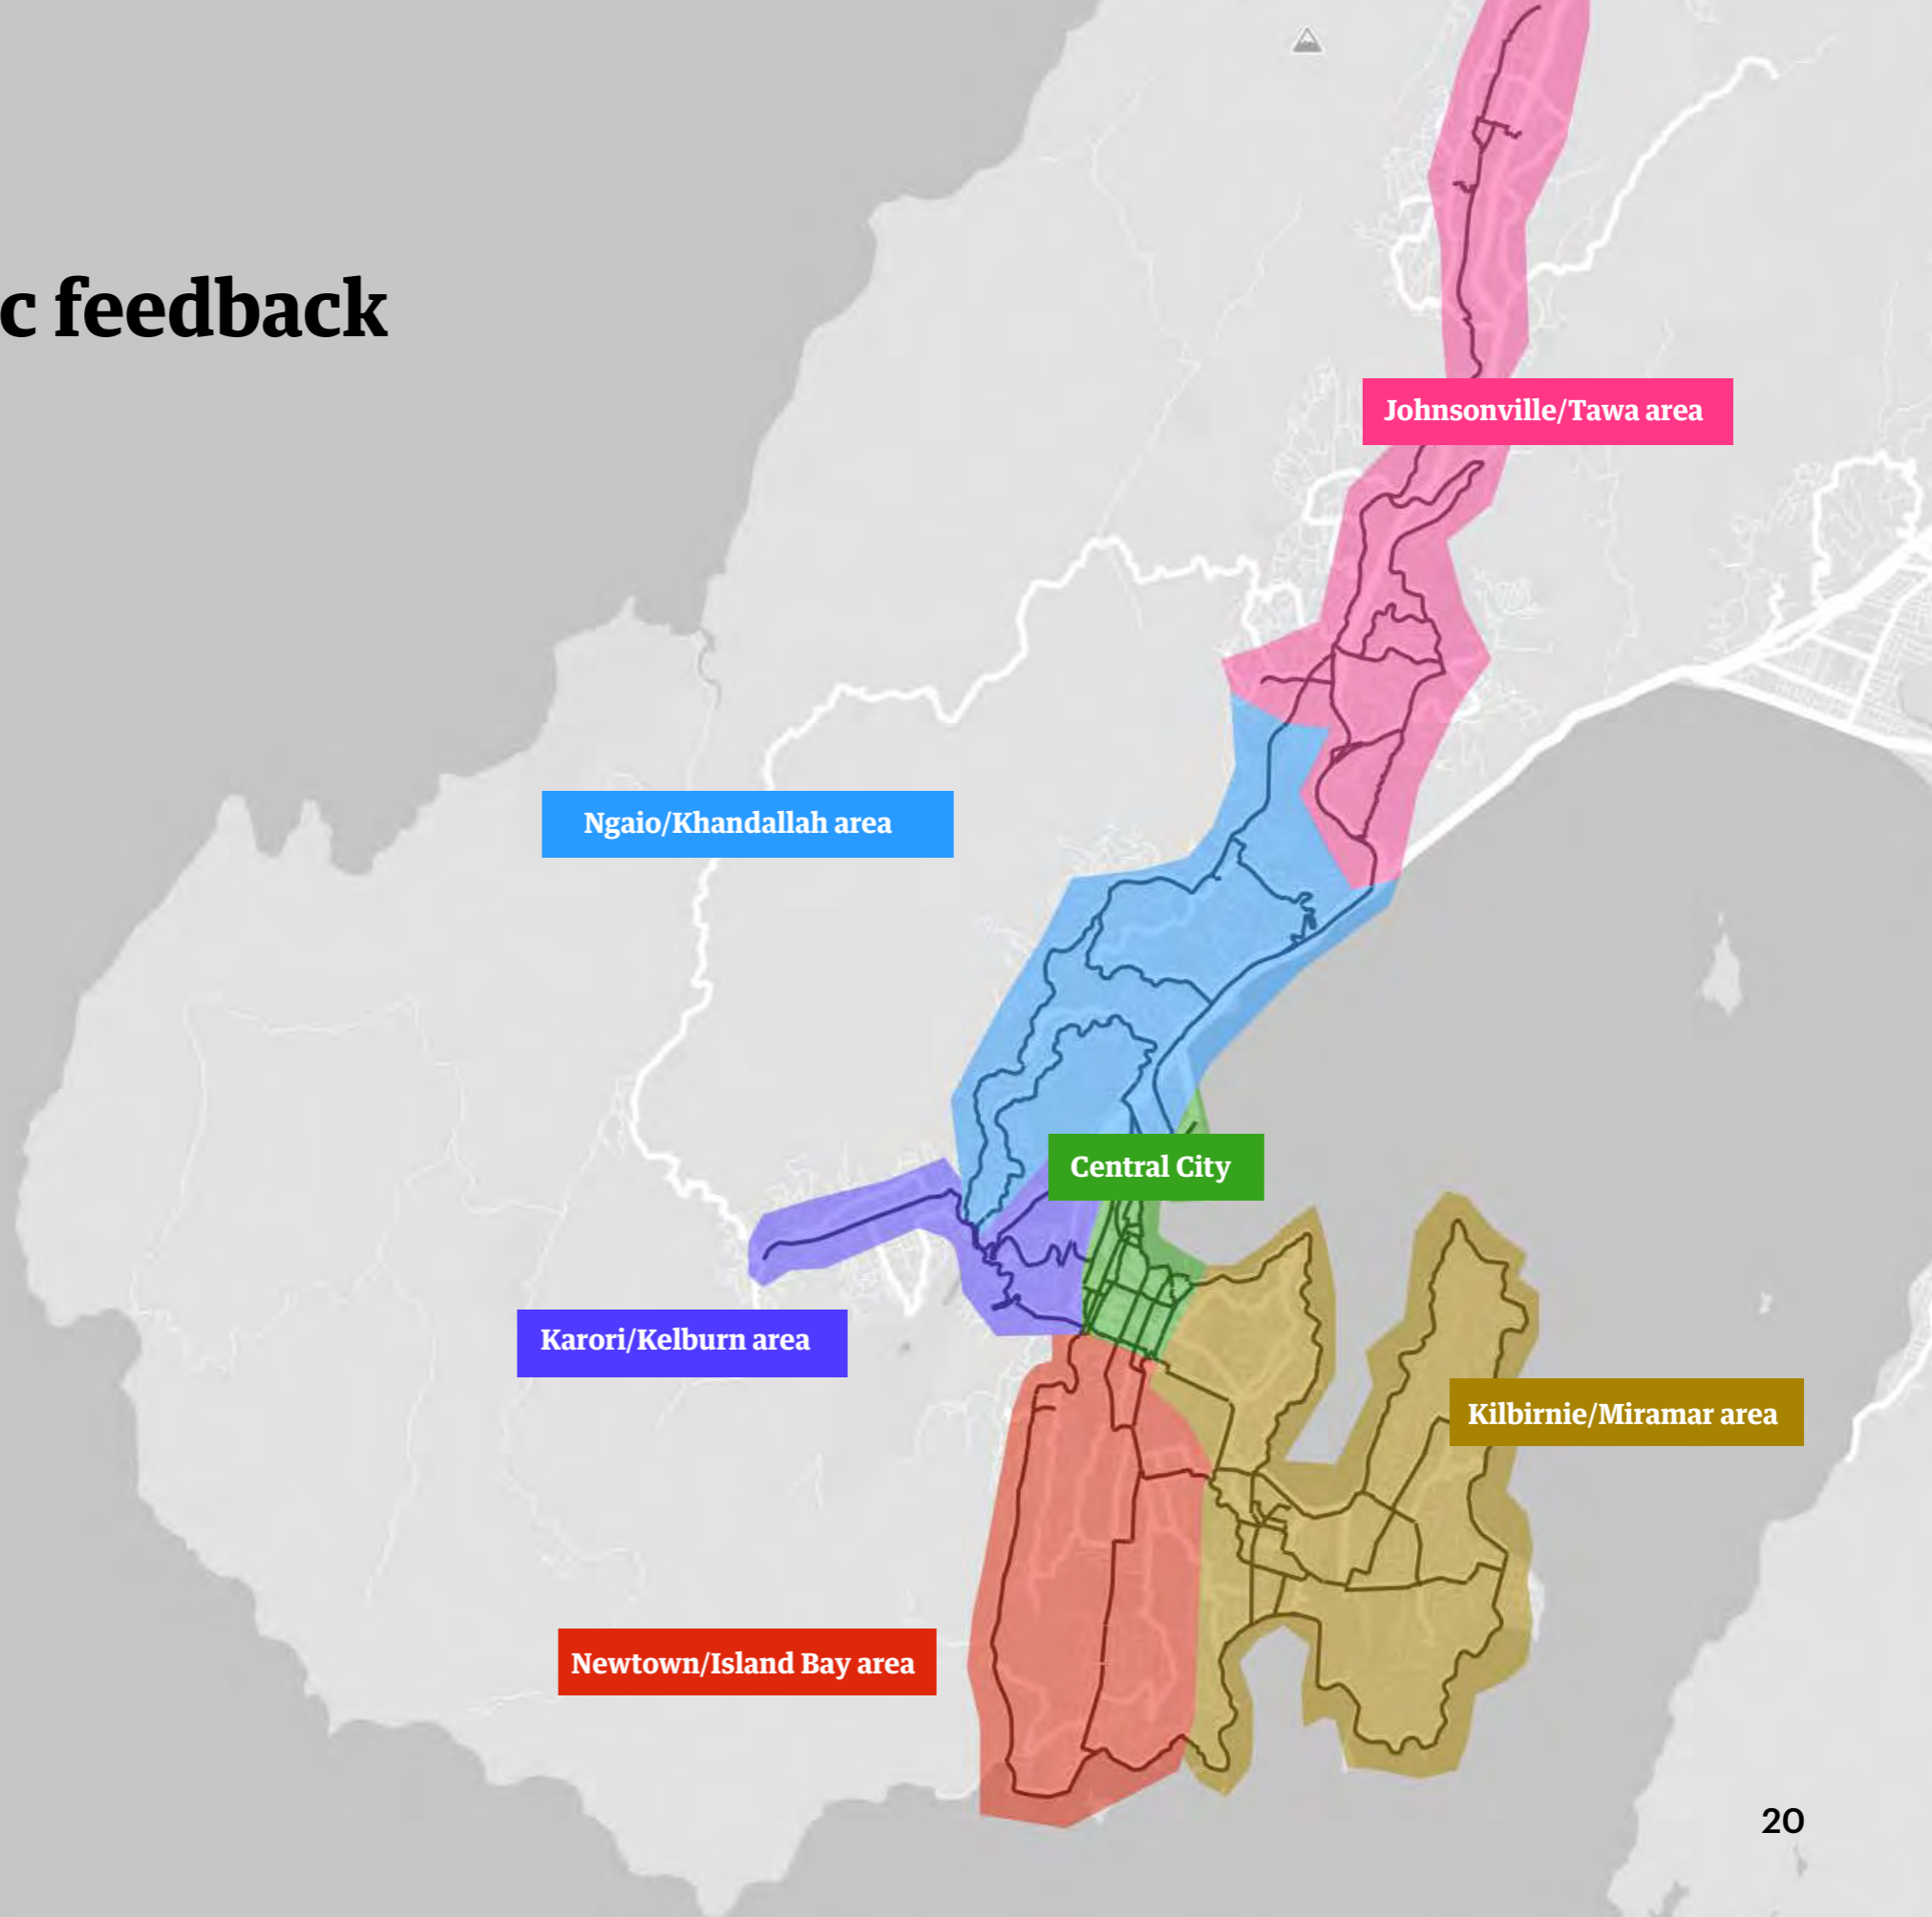 c feedback
Johnsonville/Tawa area
Ngaio/Khandallah area
Central City
Karori/Kelburn area
Kilbirnie/Miramar area
Newtown/Island Bay area
20